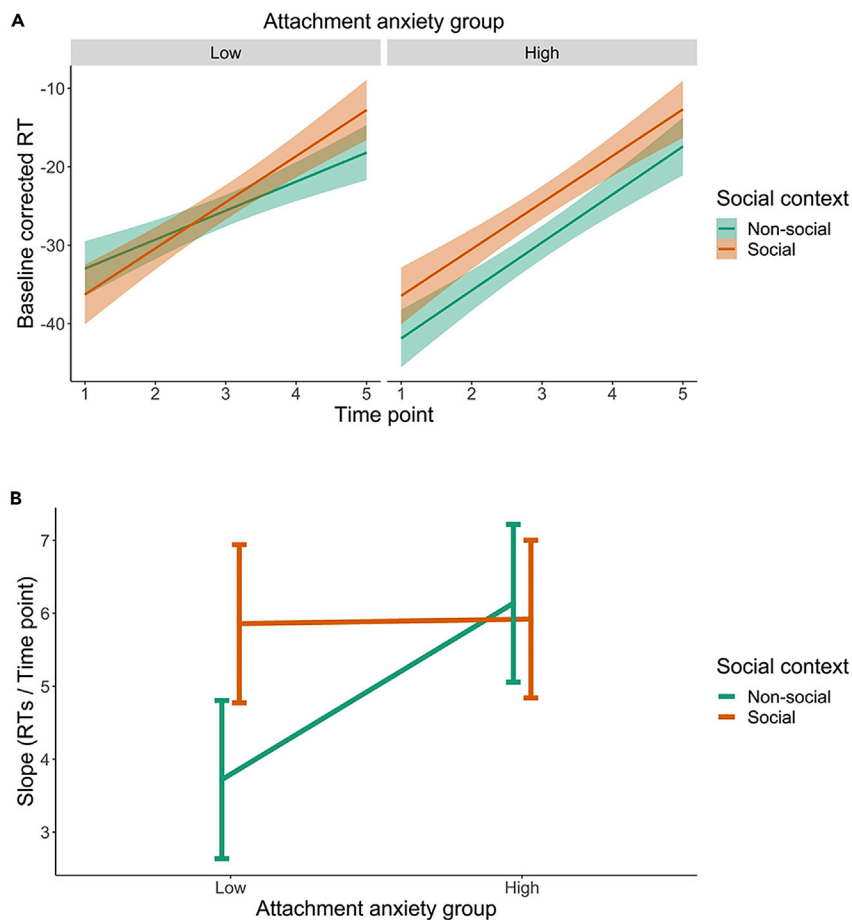 A
Attachment anxiety group
Low
High
Baseline corrected RT
-10
-20
-30
-40
1 2 3 4 5
1 2 3 4 5
Time point
Social context
Non-social
Social
B
Slope (RTs / Time point)
7
6
5
4
3
Low
High
Attachment anxiety group
Social context
Non-social
Social